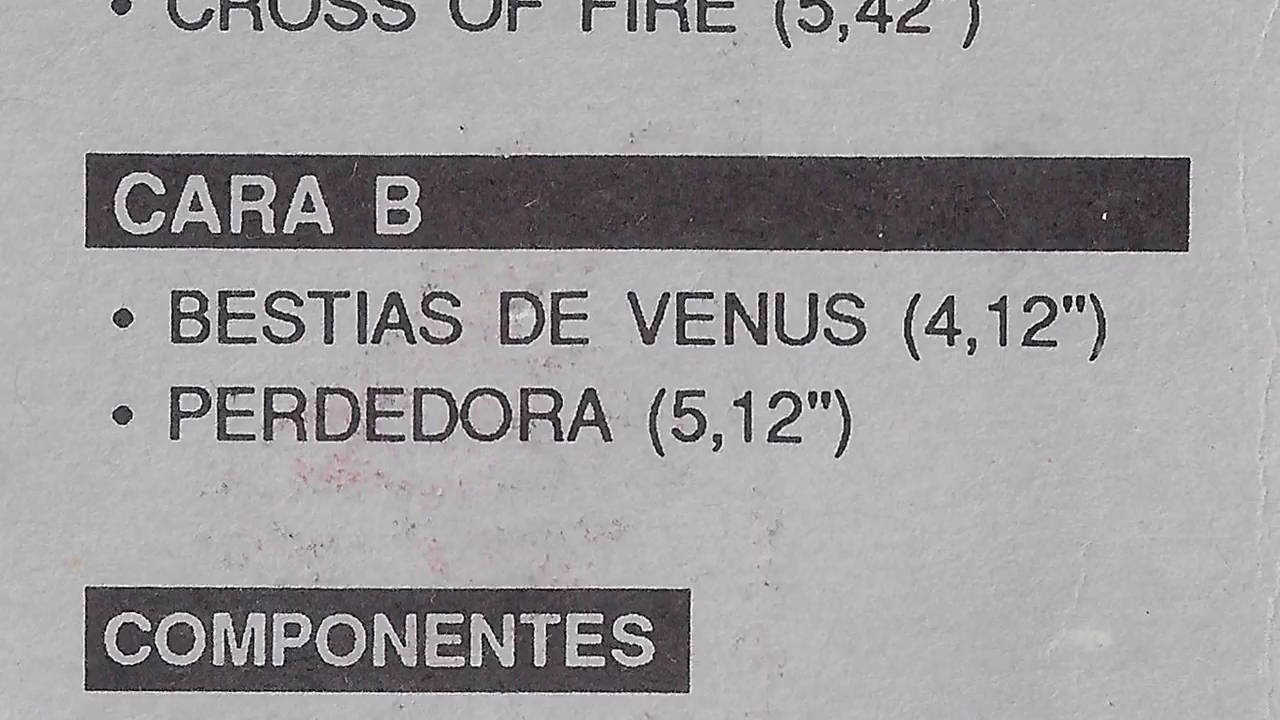 • CROSS OF FIRE (5,42")
CARA B
• BESTIAS DE VENUS (4,12")
• PERDEDORA (5,12")
COMPONENTES